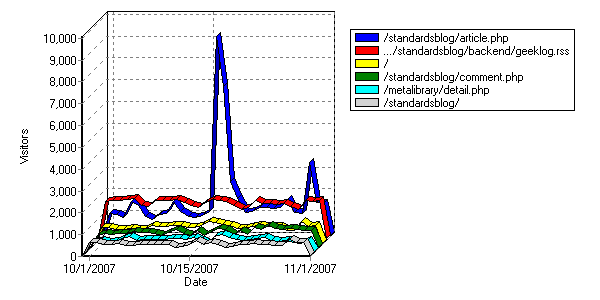 10,000
9,000
8,000
7,000
6,000
5,000
4,000
3,000
2,000
1,000
0
Visitors
10/1/2007 10/15/2007 11/1/2007
Date
/standardsblog/article.php
.../standardsblog/backend/geeklog.rss
/
/standardsblog/comment.php
/metalibrary/detail.php
/standardsblog/